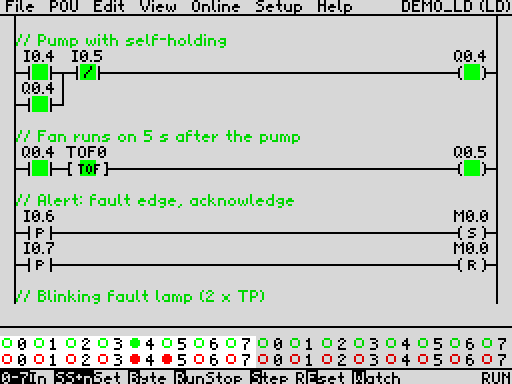 File POU Edit View Online Setup Help DEMO_LD (LD)
// Pump with self-holding
I0.4 I0.5 Q0.4
Q0.4
// Fan runs on 5 s after the pump
Q0.4 TOF0 Q0.5
TOF
// Alert: fault edge, acknowledge
I0.6 M0.0
P S
I0.7 M0.0
P R
// Blinking fault lamp (2 x TP)
0 1 2 3 4 5 6 7 0 1 2 3 4 5 6 7
0 1 2 3 4 5 6 7 0 1 2 3 4 5 6 7
0-7In SS+nSet Byte RunStop Step REset Watch RUN